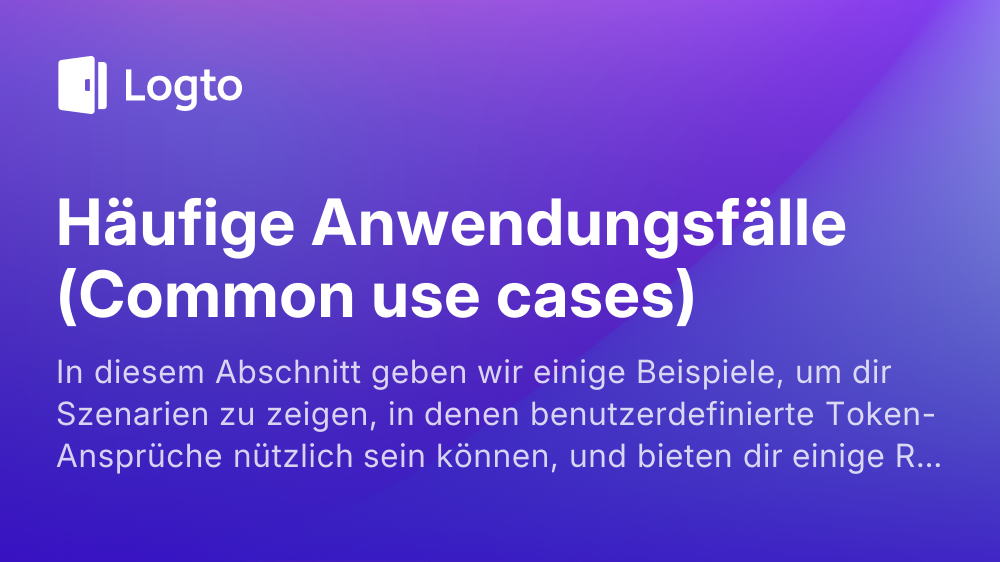 Logto
Häufige Anwendungsfälle
(Common use cases)
In diesem Abschnitt geben wir einige Beispiele, um dir
Szenarien zu zeigen, in denen benutzerdefinierte Token-
Ansprüche nützlich sein können, und bieten dir einige R...